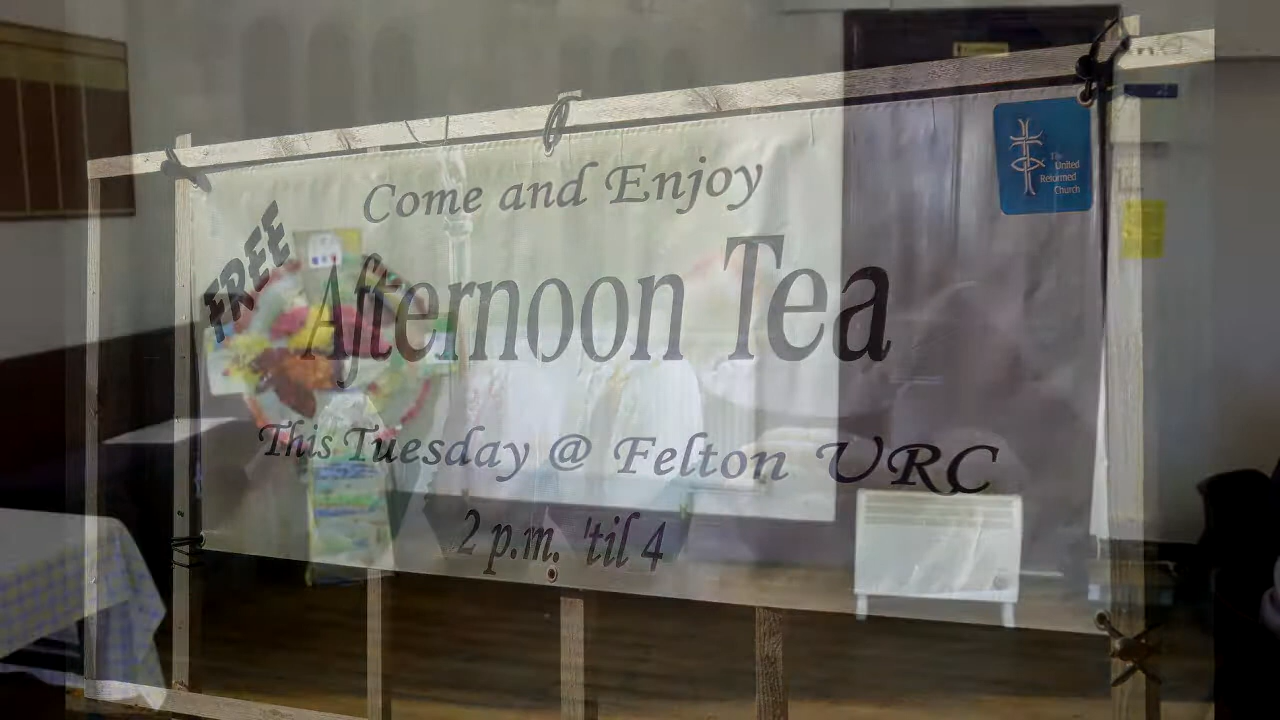 Come and Enjoy
FREE
Afternoon Tea
This Tuesday @ Felton URC
2 p.m. 'til 4
The
United
Reformed
Church